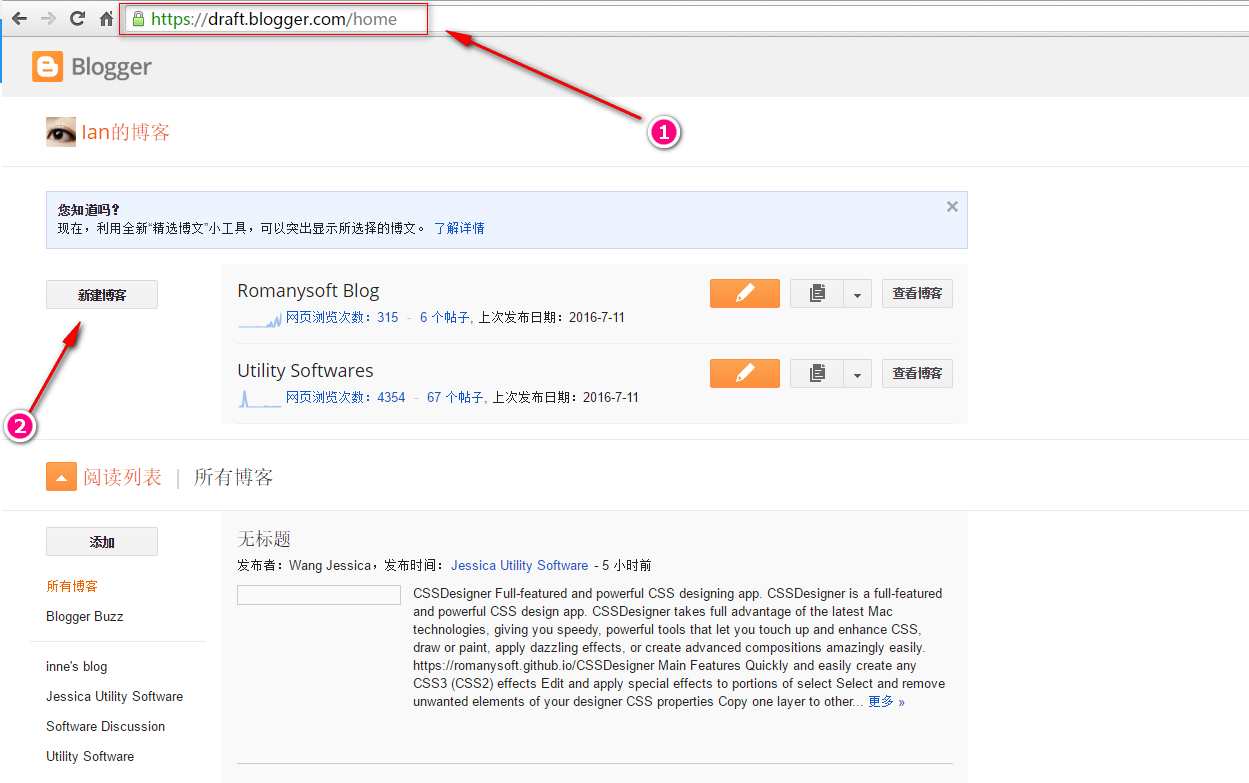 https://draft.blogger.com/home
1
Blogger
Ian的博客
您知道吗?
现在，利用全新“精选博文”小工具，可以突出显示所选择的博文。 了解详情
新建博客
Romanysoft Blog
查看博客
网页浏览次数：315 - 6 个帖子, 上次发布日期：2016-7-11
Utility Softwares
查看博客
网页浏览次数：4354 - 67 个帖子, 上次发布日期：2016-7-11
2
阅读列表 | 所有博客
添加
所有博客
Blogger Buzz
inne's blog
Jessica Utility Software
Software Discussion
Utility Software
无标题
发布者：Wang Jessica，发布时间： Jessica Utility Software - 5 小时前
CSSDesigner Full-featured and powerful CSS designing app. CSSDesigner is a full-featured
and powerful CSS design app. CSSDesigner takes full advantage of the latest Mac
technologies, giving you speedy, powerful tools that let you touch up and enhance CSS,
draw or paint, apply dazzling effects, or create advanced compositions amazingly easily.
https://romanysoft.github.io/CSSDesigner Main Features Quickly and easily create any
CSS3 (CSS2) effects Edit and apply special effects to portions of select Select and remove
unwanted elements of your designer CSS properties Copy one layer to other... 更多 »